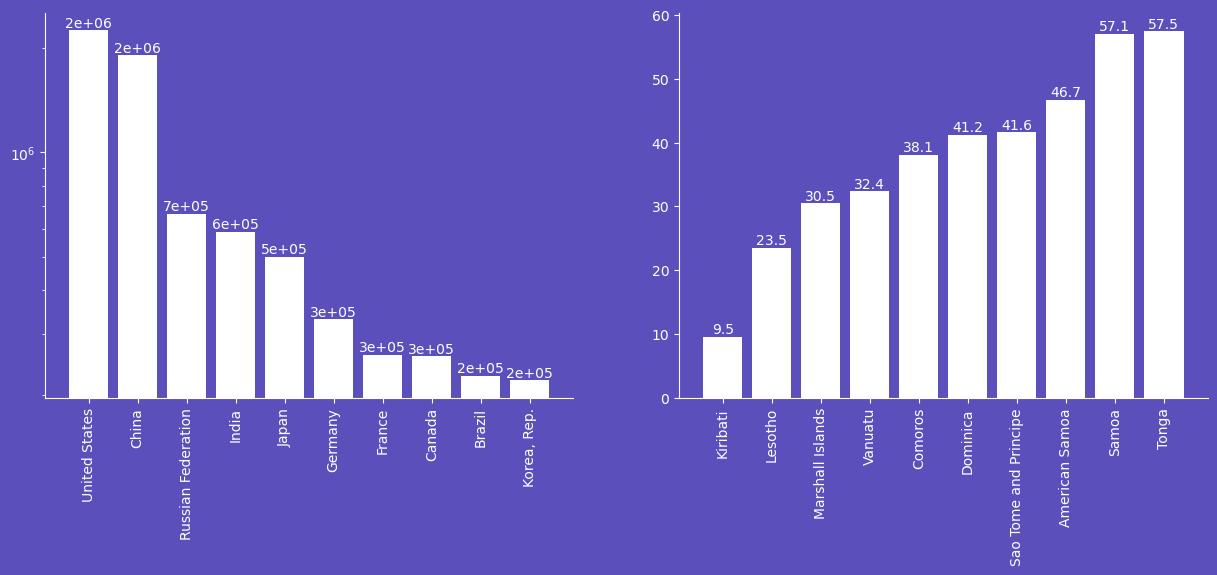 2e+06
2e+06
7e+05
6e+05
5e+05
3e+05
3e+05
3e+05
2e+05
2e+05
10⁶
United States
China
Russian Federation
India
Japan
Germany
France
Canada
Brazil
Korea, Rep.
60
50
40
30
20
10
0
9.5
23.5
30.5
32.4
38.1
41.2
41.6
46.7
57.1
57.5
Kiribati
Lesotho
Marshall Islands
Vanuatu
Comoros
Dominica
Sao Tome and Principe
American Samoa
Samoa
Tonga